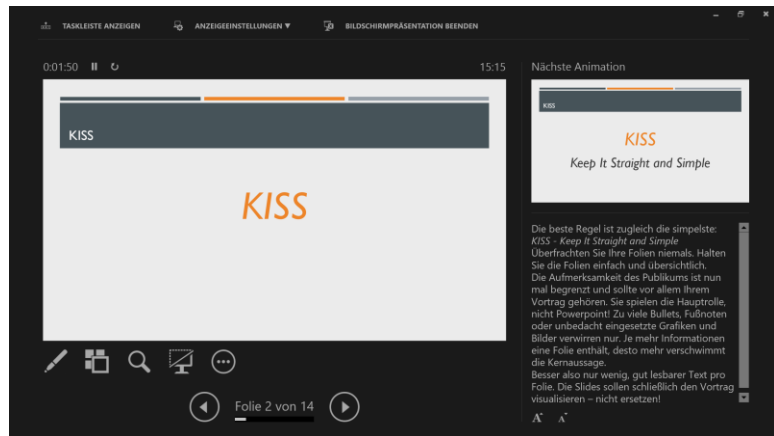 TASKLEISTE ANZEIGEN
ANZEIGEEINSTELLUNGEN ▼
BILDSCHIRMPRÄSENTATION BEENDEN
0:01:50
15:15
KISS
KISS
Folie 2 von 14
Nächste Animation
KISS
KISS
Keep It Straight and Simple
Die beste Regel ist zugleich die simpelste:
KISS - Keep It Straight and Simple
Überfrachten Sie Ihre Folien niemals. Halten
Sie die Folien einfach und übersichtlich.
Die Aufmerksamkeit des Publikums ist nun
mal begrenzt und sollte vor allem Ihrem
Vortrag gehören. Sie spielen die Hauptrolle,
nicht Powerpoint! Zu viele Bullets, Fußnoten
oder unbedacht eingesetzte Grafiken und
Bilder verwirren nur. Je mehr Informationen
eine Folie enthält, desto mehr verschwimmt
die Kernaussage.
Besser also nur wenig, gut lesbarer Text pro
Folie. Die Slides sollen schließlich den Vortrag
visualisieren – nicht ersetzen!
A A